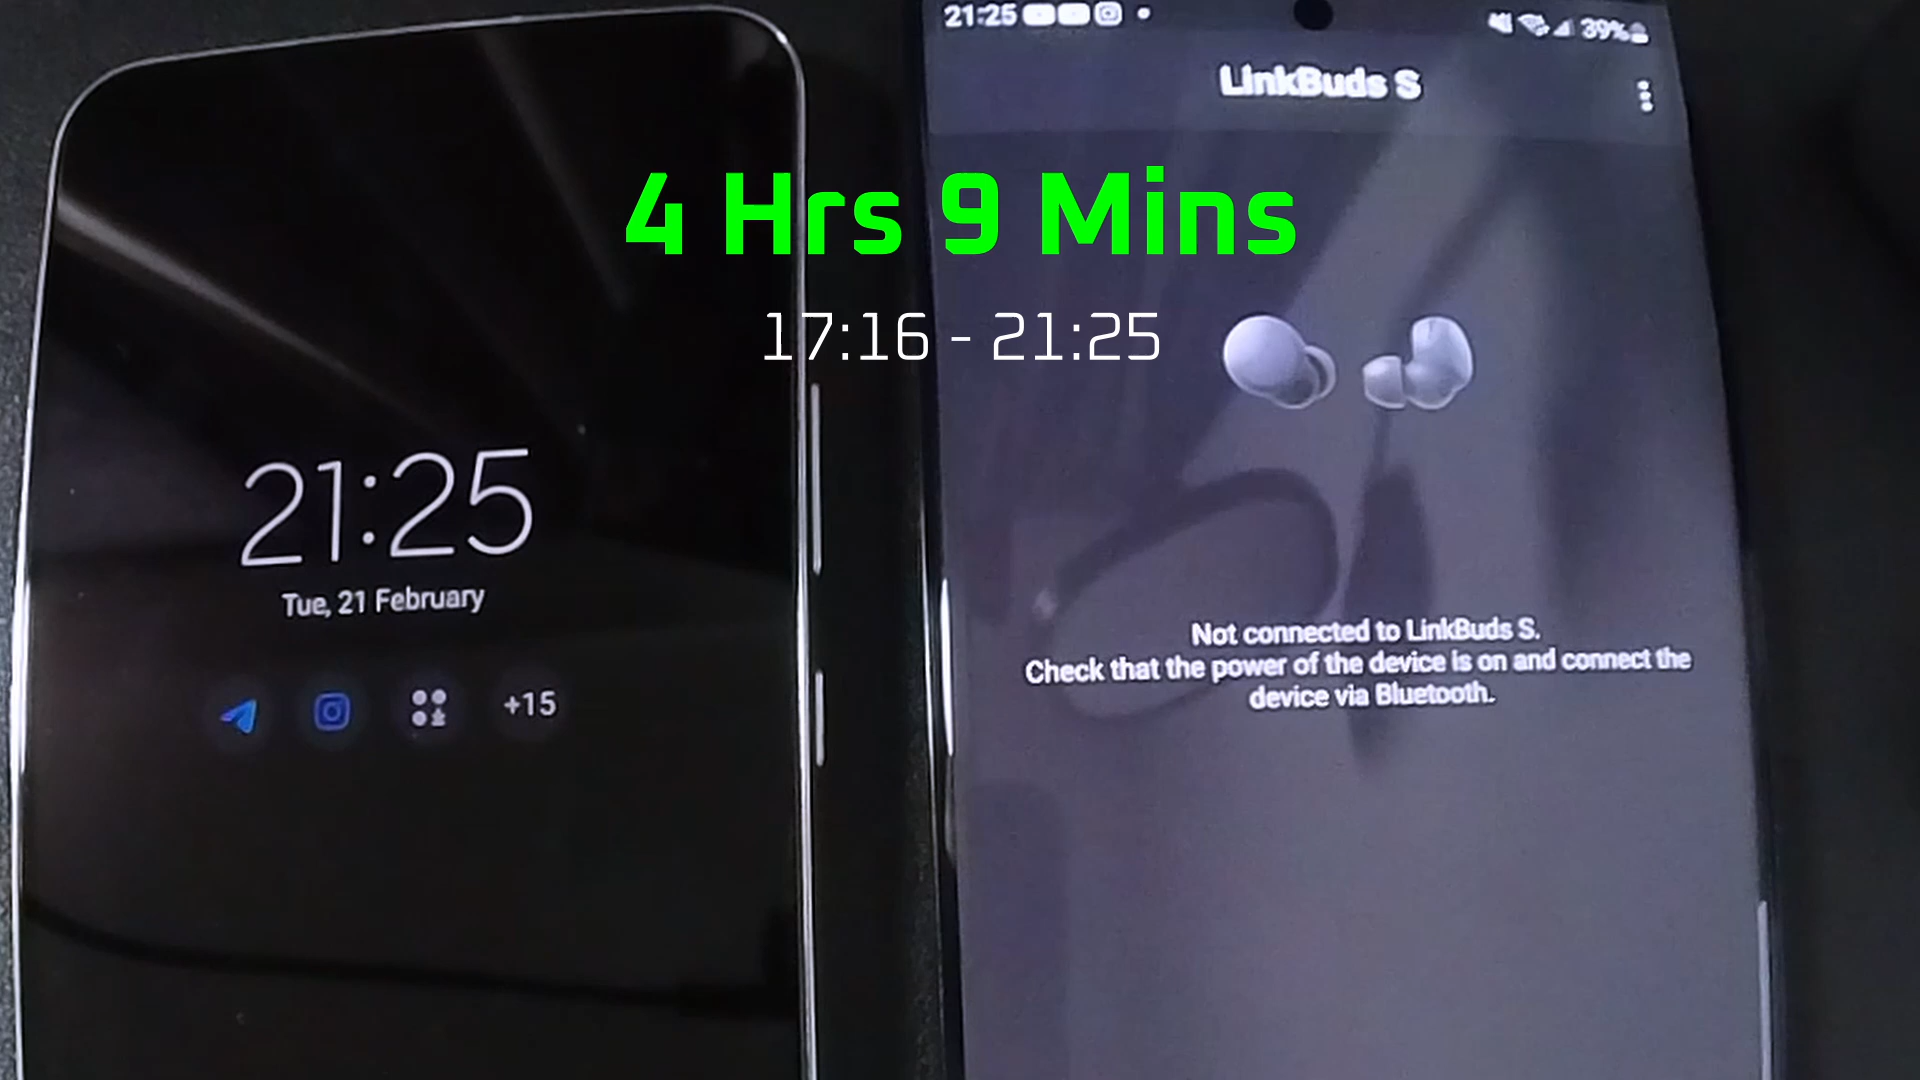 21:25
39%
LinkBuds S
4 Hrs 9 Mins
17:16 - 21:25
21:25
Tue, 21 February
+15
Not connected to LinkBuds S.
Check that the power of the device is on and connect the
device via Bluetooth.